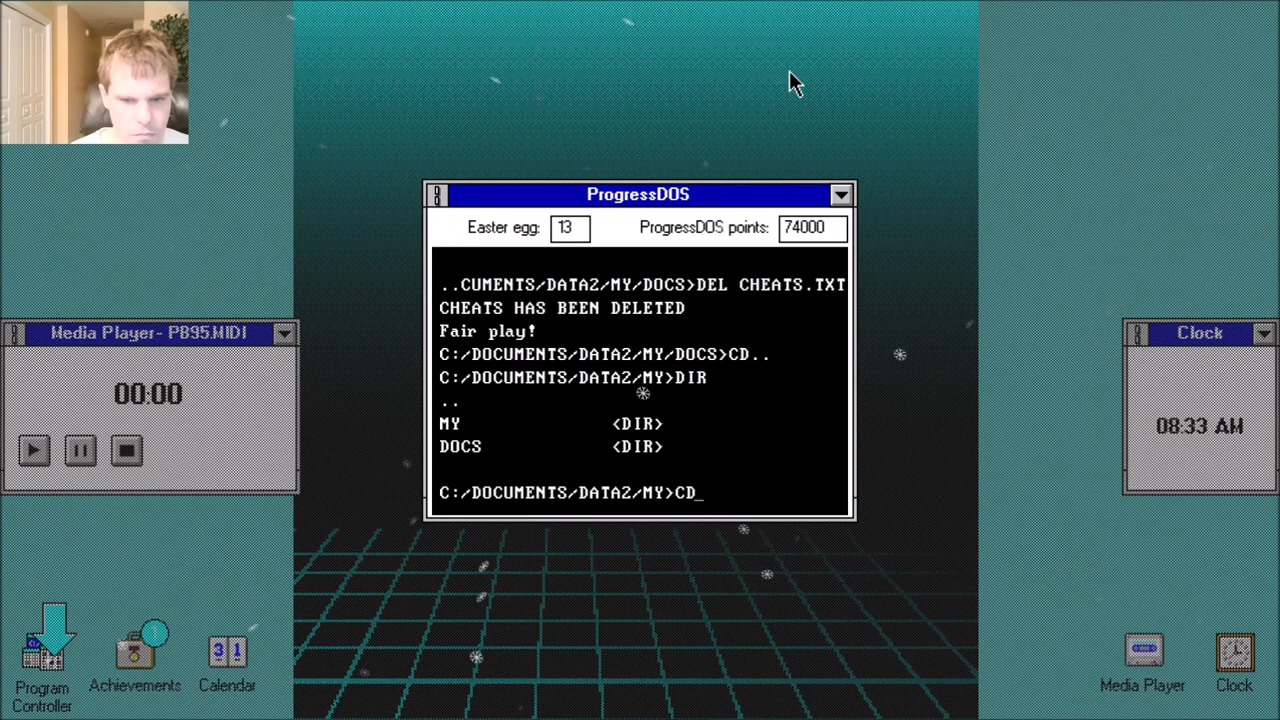 ProgressDOS
Easter egg: 13
ProgressDOS points: 74000
..CUMENTS/DATA2/MY/DOCS>DEL CHEATS.TXT
CHEATS HAS BEEN DELETED
Fair play!
C:/DOCUMENTS/DATA2/MY/DOCS>CD..
C:/DOCUMENTS/DATA2/MY>DIR
..
MY <DIR>
DOCS <DIR>
C:/DOCUMENTS/DATA2/MY>CD_
Media Player- PB95.MIDI
00:00
Clock
08:33 AM
Program
Controller
1
Achievements
31
Calendar
Media Player
Clock